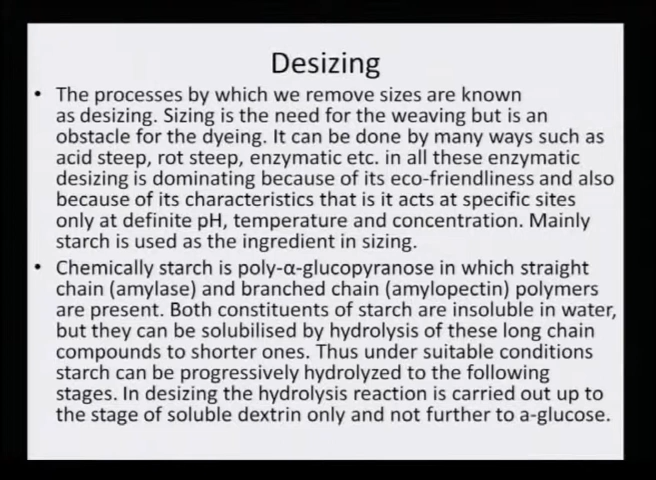 Desizing
• The processes by which we remove sizes are known
as desizing. Sizing is the need for the weaving but is an
obstacle for the dyeing. It can be done by many ways such as
acid steep, rot steep, enzymatic etc. in all these enzymatic
desizing is dominating because of its eco-friendliness and also
because of its characteristics that is it acts at specific sites
only at definite pH, temperature and concentration. Mainly
starch is used as the ingredient in sizing.
• Chemically starch is poly-α-glucopyranose in which straight
chain (amylase) and branched chain (amylopectin) polymers
are present. Both constituents of starch are insoluble in water,
but they can be solubilised by hydrolysis of these long chain
compounds to shorter ones. Thus under suitable conditions
starch can be progressively hydrolyzed to the following
stages. In desizing the hydrolysis reaction is carried out up to
the stage of soluble dextrin only and not further to a-glucose.